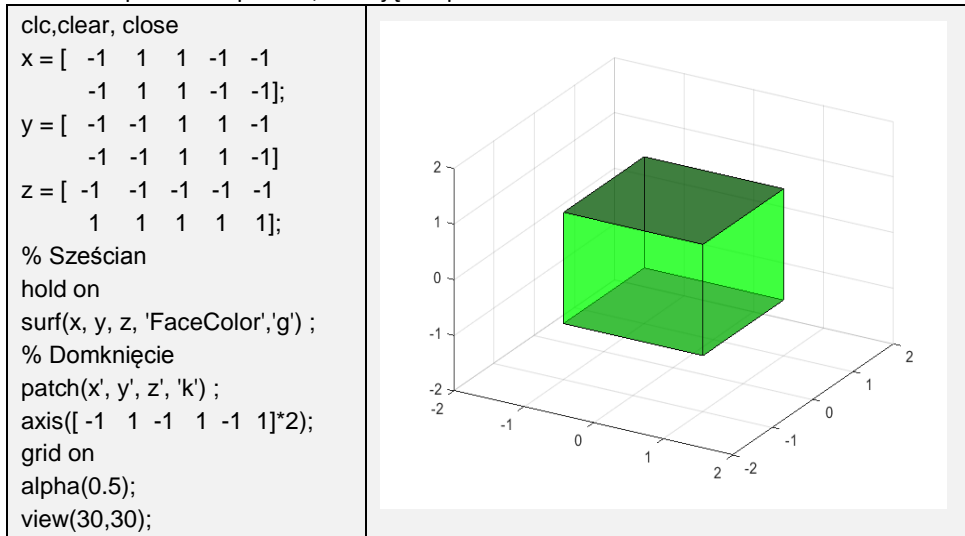 clc,clear, close
x = [ -1 1 1 -1 -1
-1 1 1 -1 -1];
y = [ -1 -1 1 1 -1
-1 -1 1 1 -1]
z = [ -1 -1 -1 -1 -1
1 1 1 1 1];
% Sześcian
hold on
surf(x, y, z, 'FaceColor','g') ;
% Domknięcie
patch(x', y', z', 'k') ;
axis([ -1 1 -1 1 -1 1]*2);
grid on
alpha(0.5);
view(30,30);
2
1
0
-1
-2
-2
-1
0
1
2
-2
-1
0
1
2